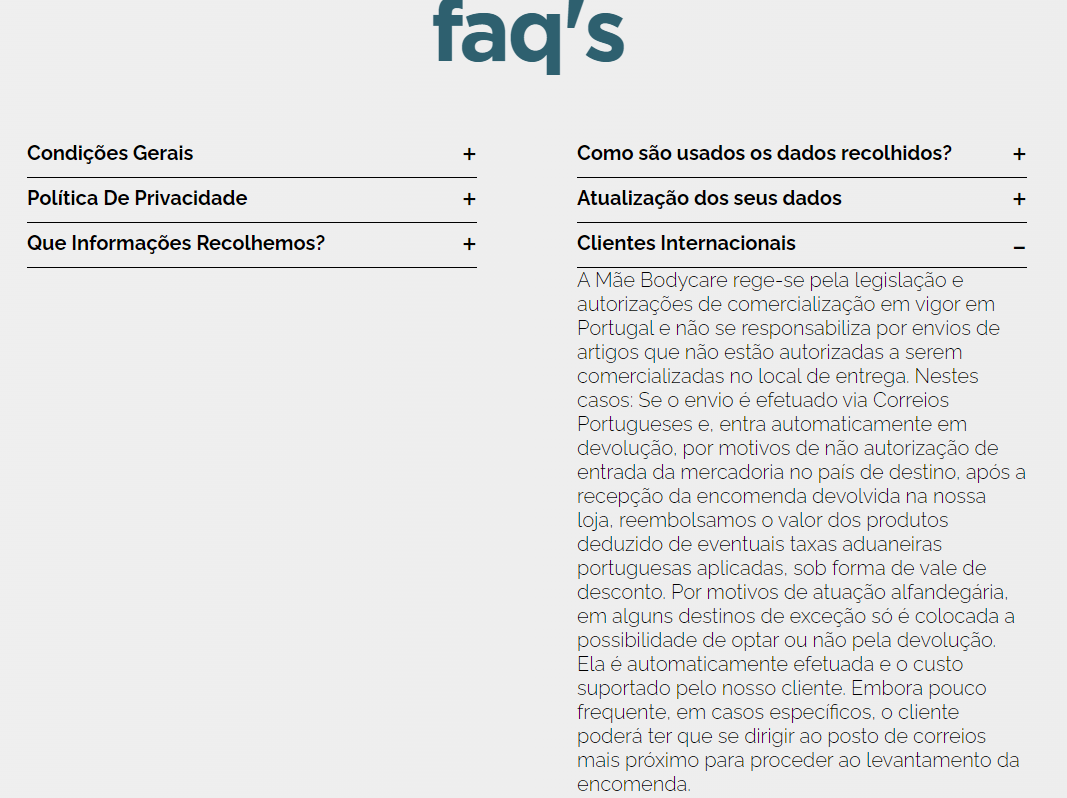 faq's
Condições Gerais +
Política De Privacidade +
Que Informações Recolhemos? +
Como são usados os dados recolhidos? +
Atualização dos seus dados +
Clientes Internacionais –
A Mãe Bodycare rege-se pela legislação e
autorizações de comercialização em vigor em
Portugal e não se responsabiliza por envios de
artigos que não estão autorizadas a serem
comercializadas no local de entrega. Nestes
casos: Se o envio é efetuado via Correios
Portugueses e, entra automaticamente em
devolução, por motivos de não autorização de
entrada da mercadoria no país de destino, após a
recepção da encomenda devolvida na nossa
loja, reembolsamos o valor dos produtos
deduzido de eventuais taxas aduaneiras
portuguesas aplicadas, sob forma de vale de
desconto. Por motivos de atuação alfandegária,
em alguns destinos de exceção só é colocada a
possibilidade de optar ou não pela devolução.
Ela é automaticamente efetuada e o custo
suportado pelo nosso cliente. Embora pouco
frequente, em casos específicos, o cliente
poderá ter que se dirigir ao posto de correios
mais próximo para proceder ao levantamento da
encomenda.